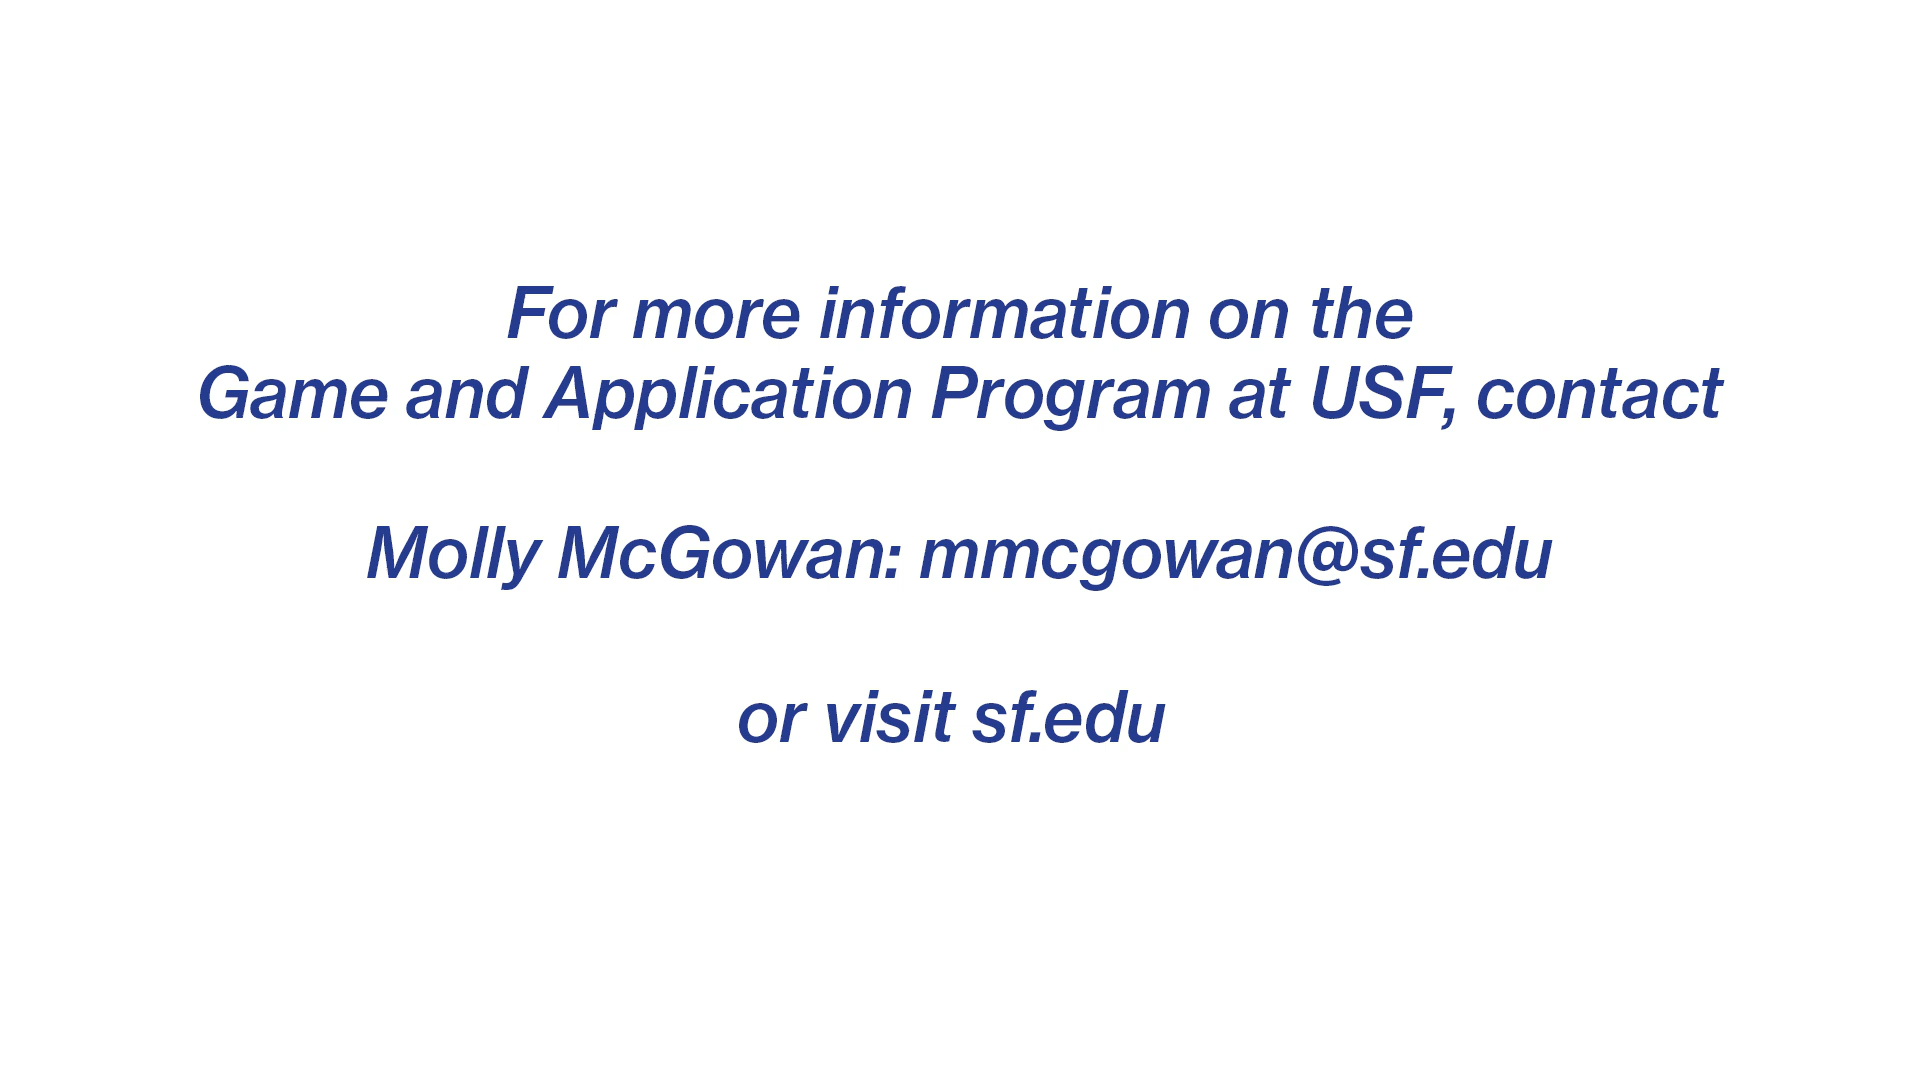 For more information on the
Game and Application Program at USF, contact
Molly McGowan: mmcgowan@sf.edu
or visit sf.edu